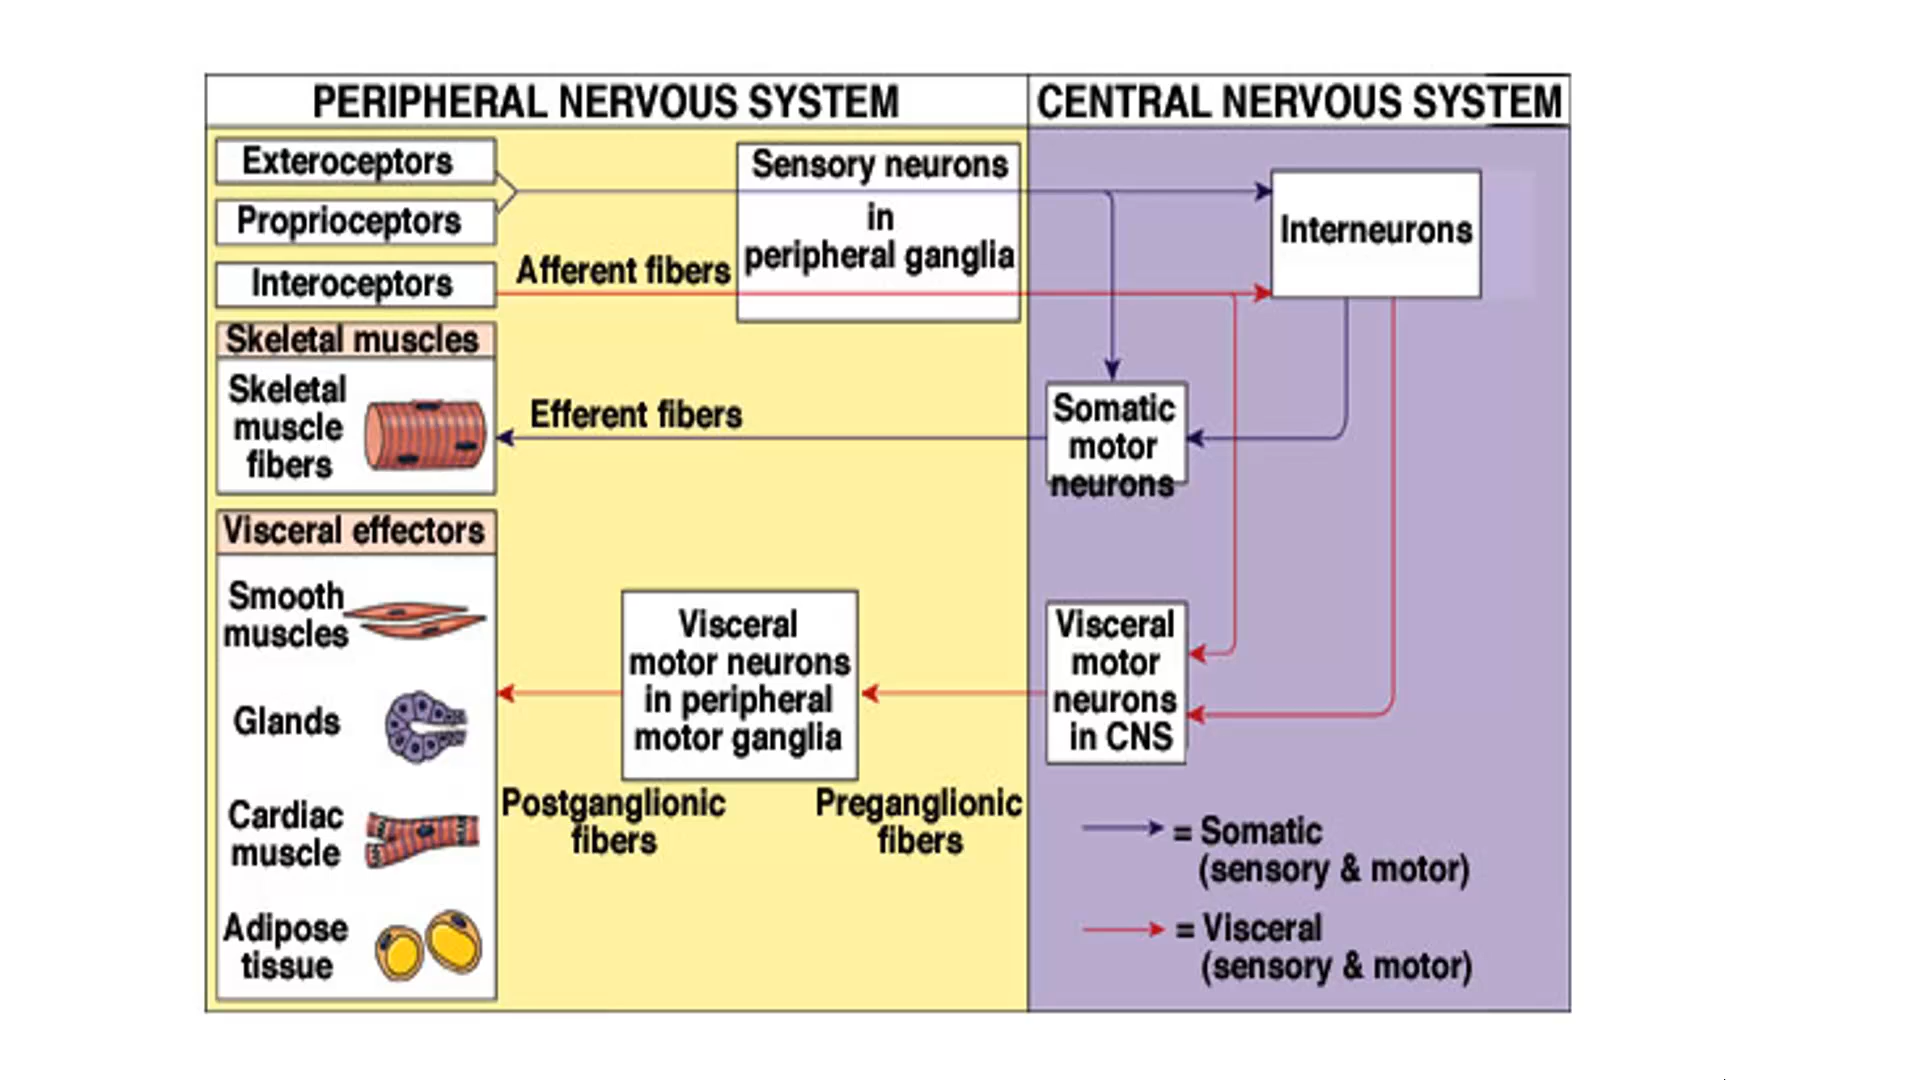 PERIPHERAL NERVOUS SYSTEM
CENTRAL NERVOUS SYSTEM
Exteroceptors
Proprioceptors
Interoceptors
Afferent fibers
Sensory neurons
in
peripheral ganglia
Interneurons
Skeletal muscles
Skeletal
muscle
fibers
Efferent fibers
Somatic
motor
neurons
Visceral effectors
Smooth
muscles
Glands
Cardiac
muscle
Adipose
tissue
Visceral
motor neurons
in peripheral
motor ganglia
Postganglionic
fibers
Preganglionic
fibers
Visceral
motor
neurons
in CNS
= Somatic
(sensory & motor)
= Visceral
(sensory & motor)